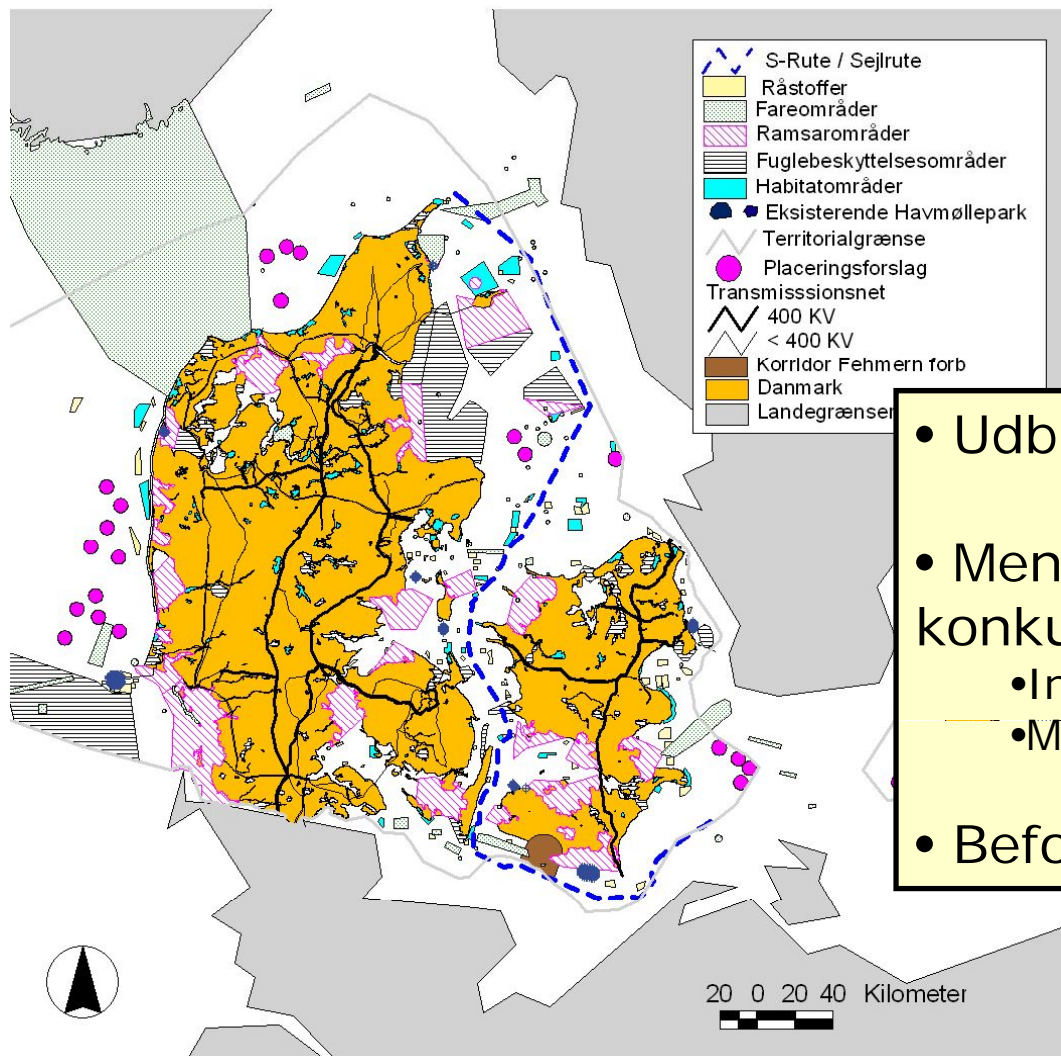 S-Rute / Sejlrute
Råstoffer
Fareområder
Ramsarområder
Fuglebeskyttelsesområder
Habitatområder
Eksisterende Havmøllepark
Territorialgrænse
Placeringsforslag
Transmisssionsnet
400 KV
< 400 KV
Korridor Fehmern forb
Danmark
Landegrænser
• Udb
• Men
konku
•In
•M
• Befo
20 0 20 40 Kilometer